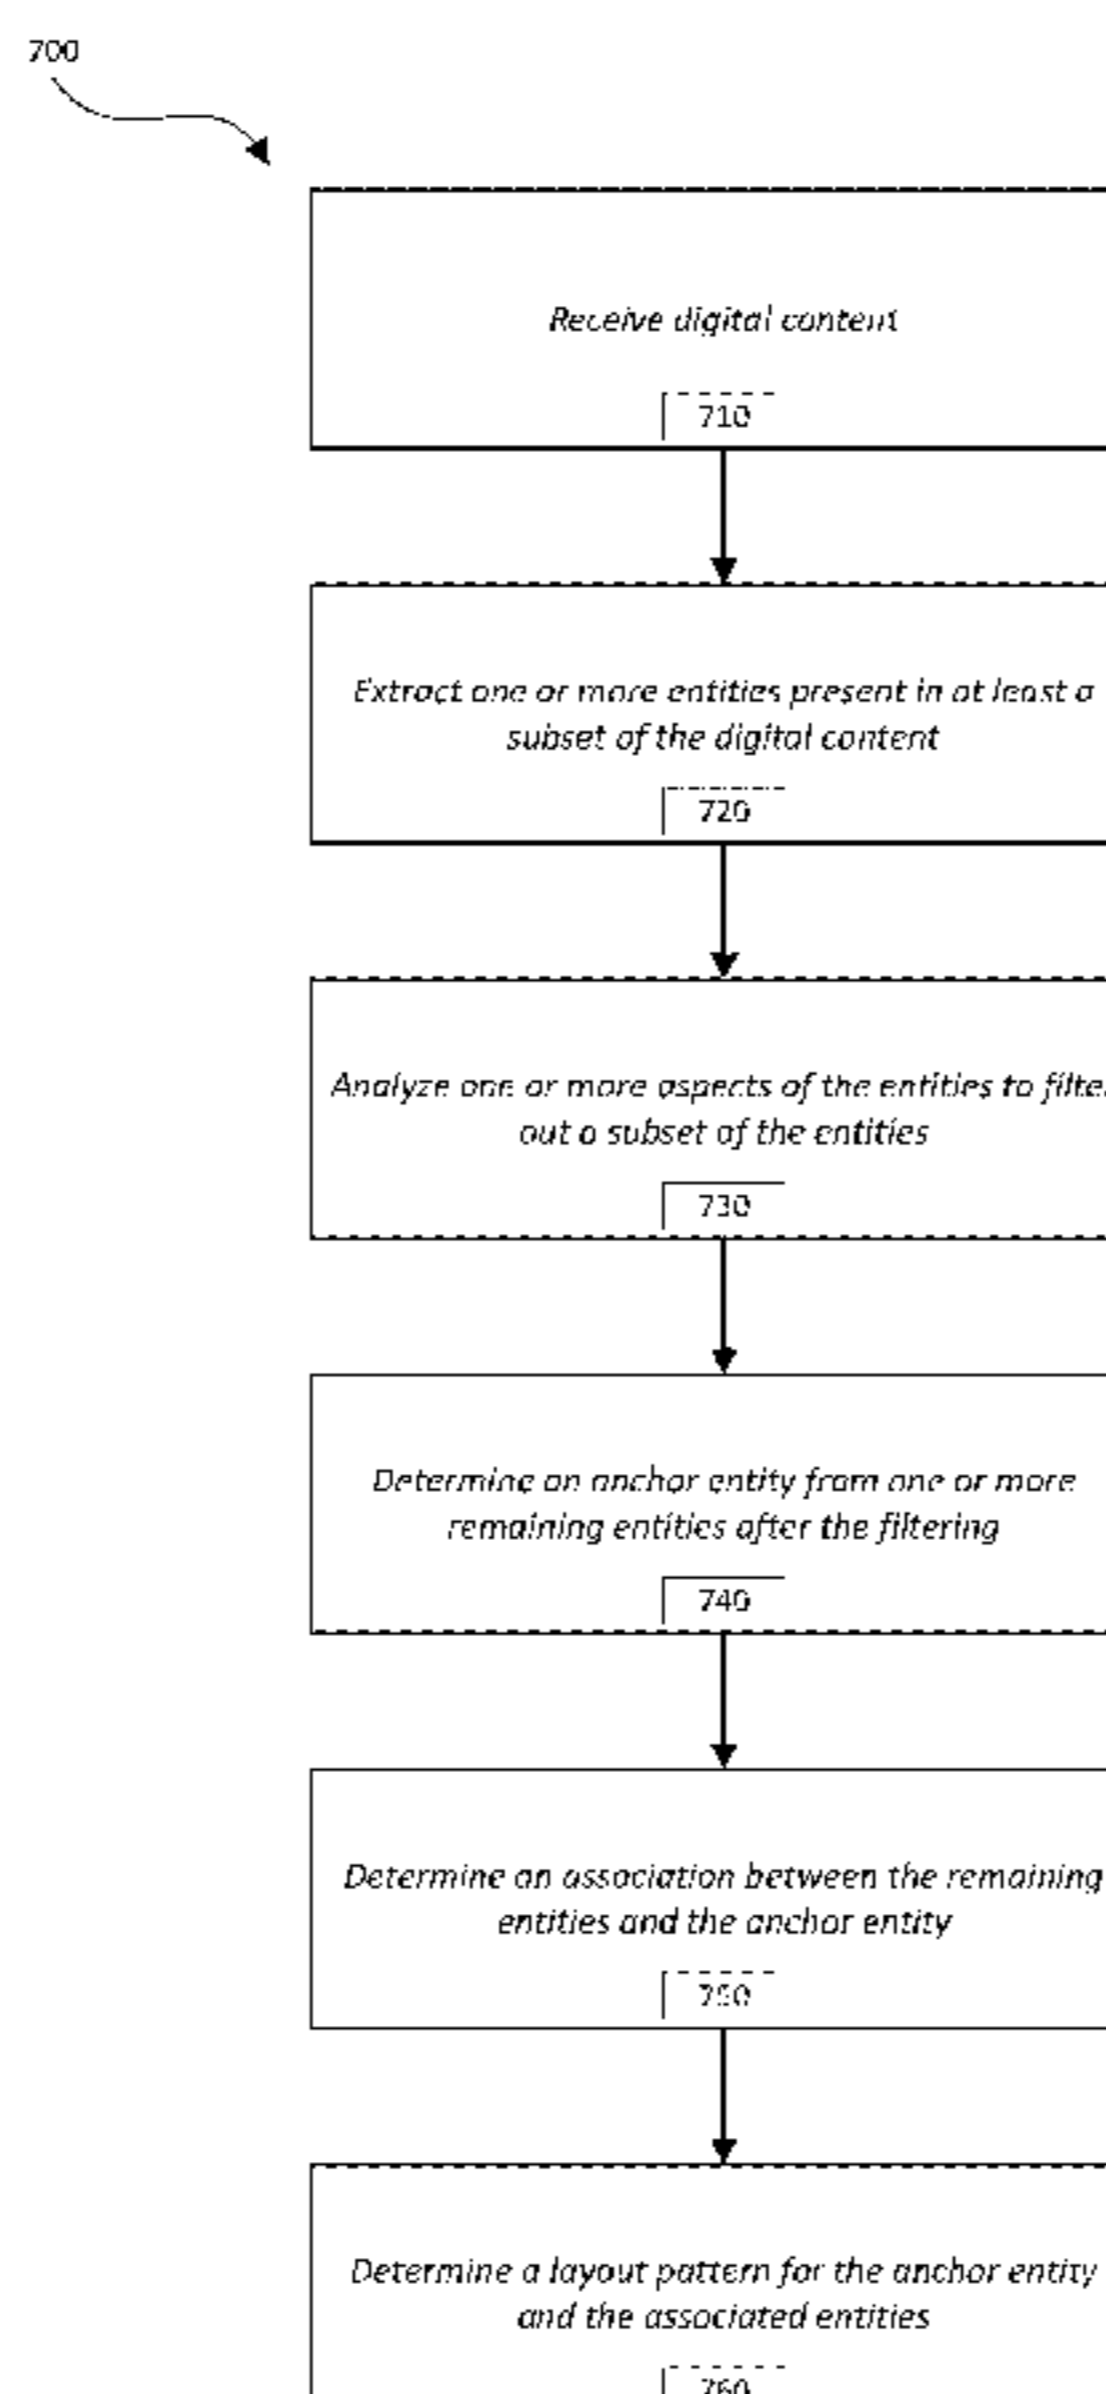 700
Receive digital content
710
Extract one or more entities present in at least a
subset of the digital content
720
Analyze one or more aspects of the entities to filte
out a subset of the entities
730
Determine an anchor entity from one or more
remaining entities after the filtering
740
Determine an association between the remaining
entities and the anchor entity
750
Determine a layout pattern for the anchor entity
and the associated entities
760